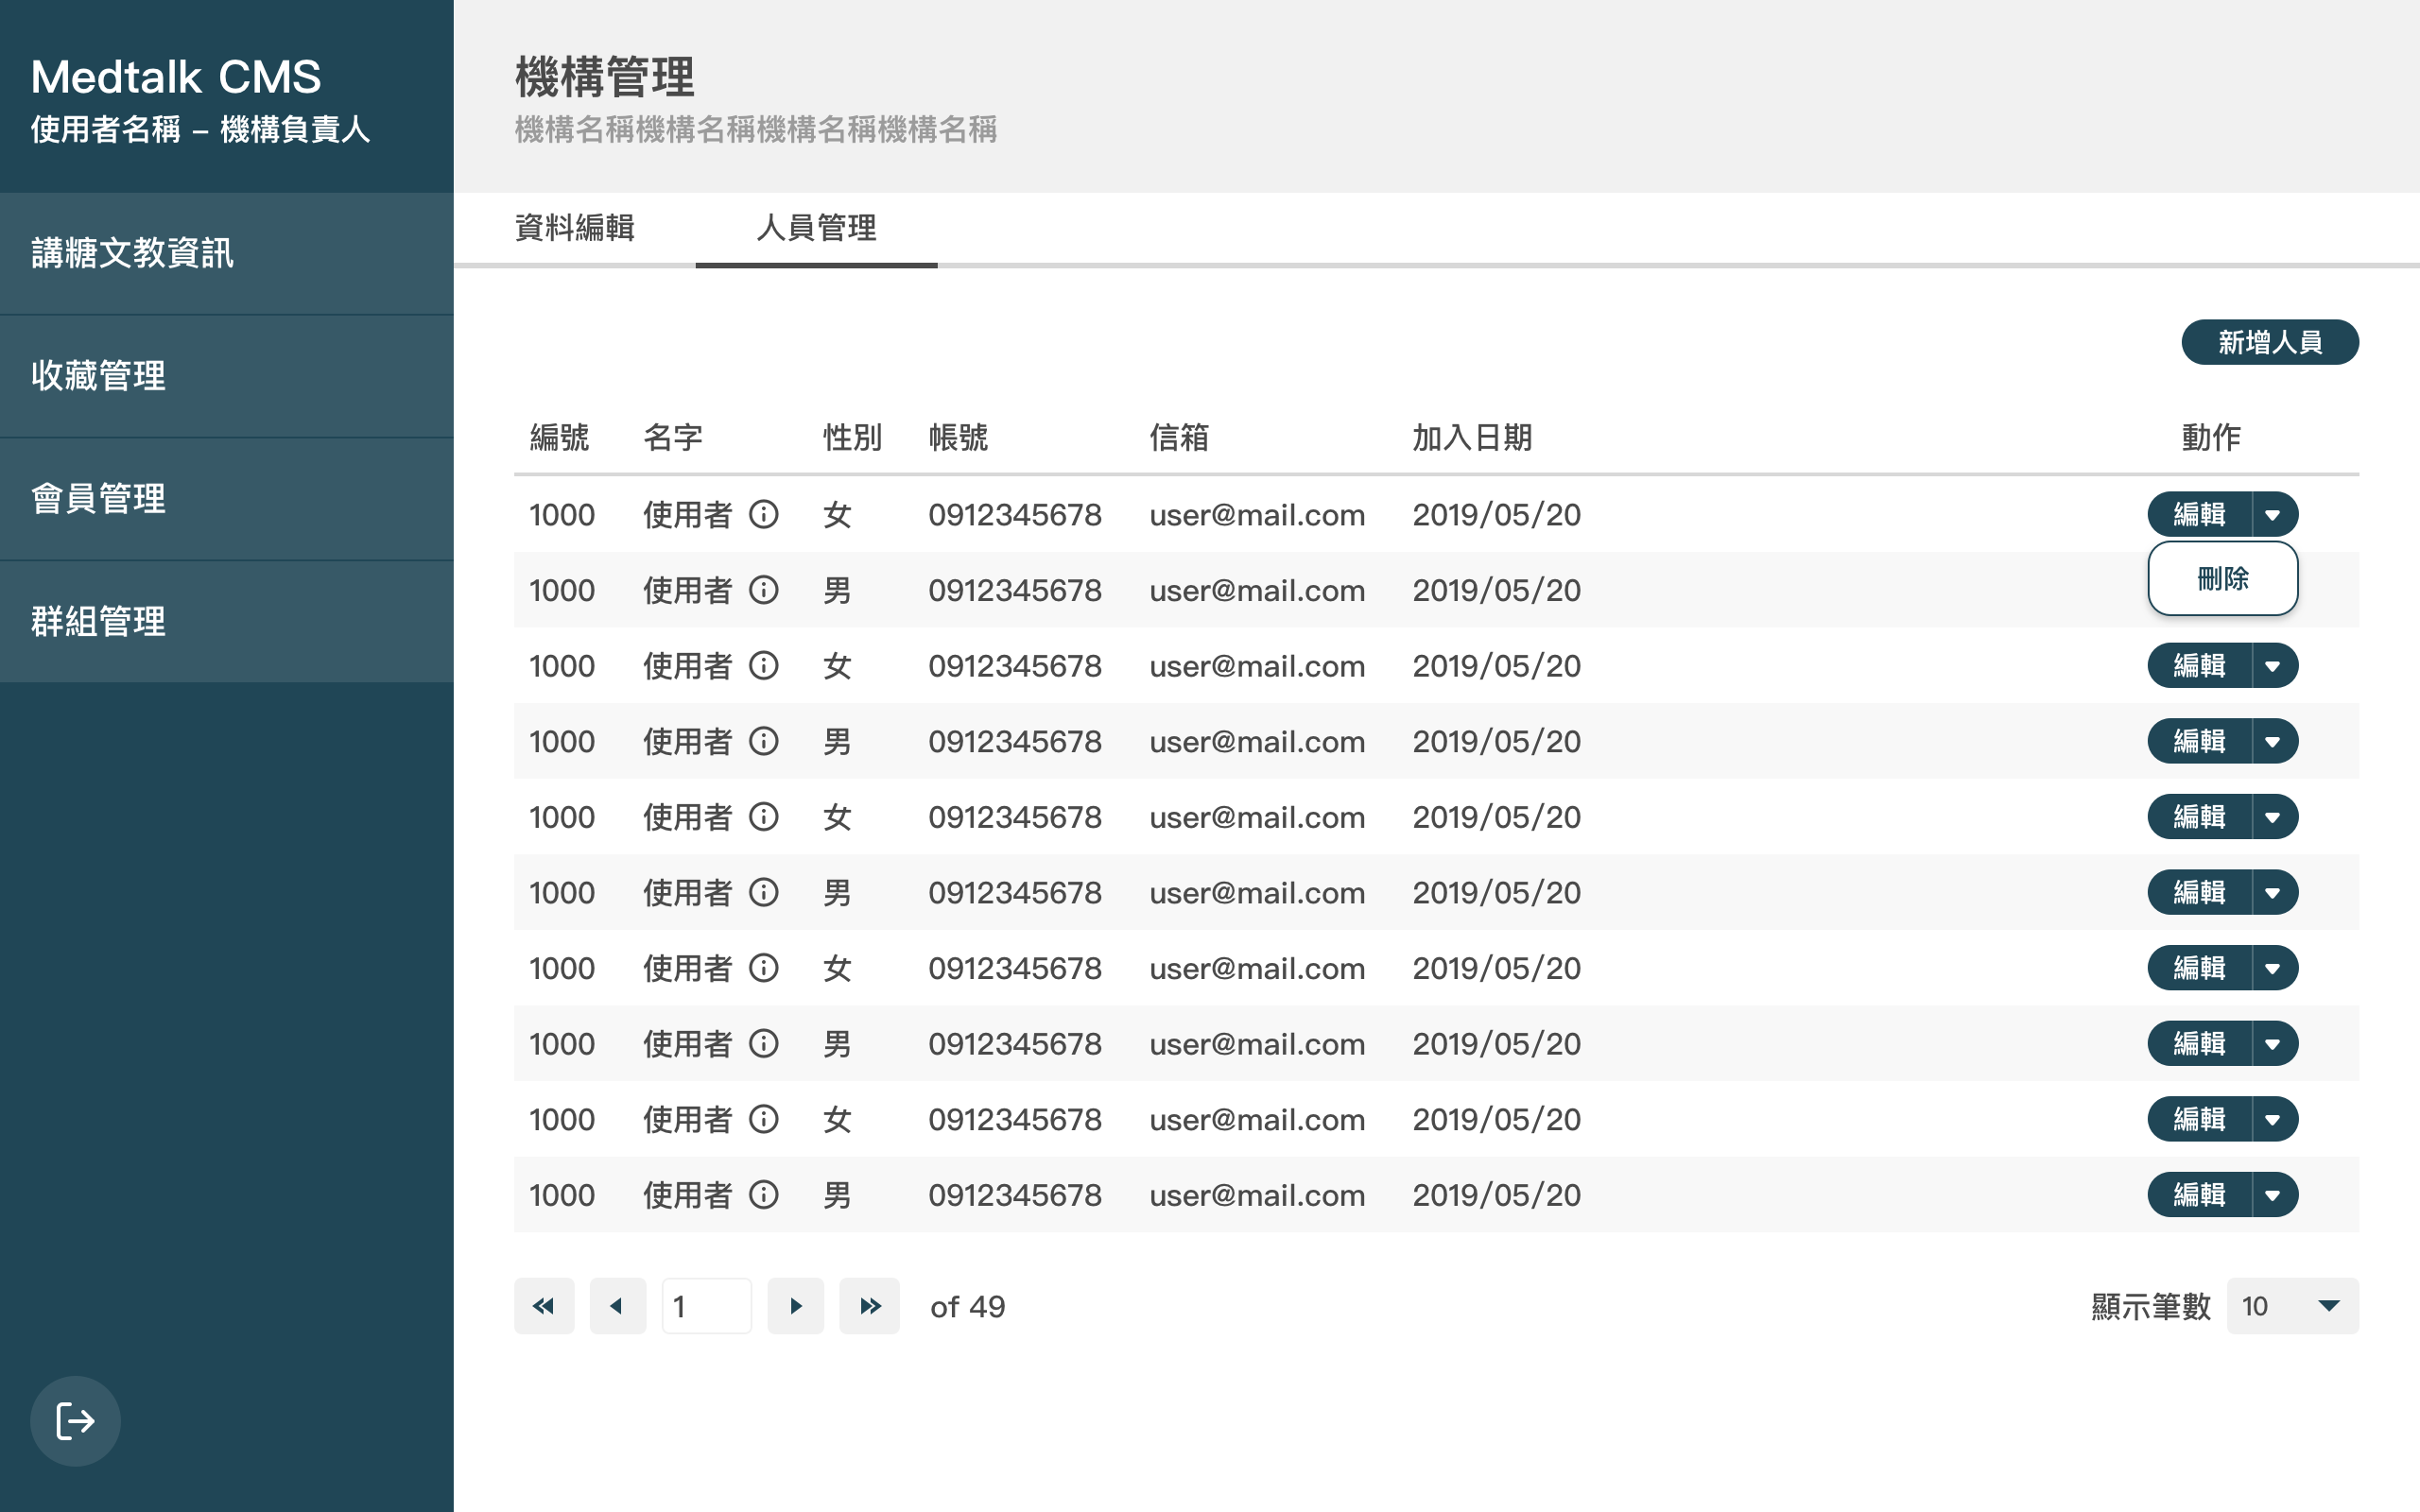 Medtalk CMS
使用者名稱 – 機構負責人
講糖文教資訊
收藏管理
會員管理
群組管理
機構管理
機構名稱機構名稱機構名稱機構名稱
資料編輯 人員管理
新增人員
編號 名字 性別 帳號 信箱 加入日期 動作
1000 使用者 女 0912345678 user@mail.com 2019/05/20 編輯
刪除
1000 使用者 男 0912345678 user@mail.com 2019/05/20
1000 使用者 女 0912345678 user@mail.com 2019/05/20 編輯
1000 使用者 男 0912345678 user@mail.com 2019/05/20 編輯
1000 使用者 女 0912345678 user@mail.com 2019/05/20 編輯
1000 使用者 男 0912345678 user@mail.com 2019/05/20 編輯
1000 使用者 女 0912345678 user@mail.com 2019/05/20 編輯
1000 使用者 男 0912345678 user@mail.com 2019/05/20 編輯
1000 使用者 女 0912345678 user@mail.com 2019/05/20 編輯
1000 使用者 男 0912345678 user@mail.com 2019/05/20 編輯
1 of 49 顯示筆數 10